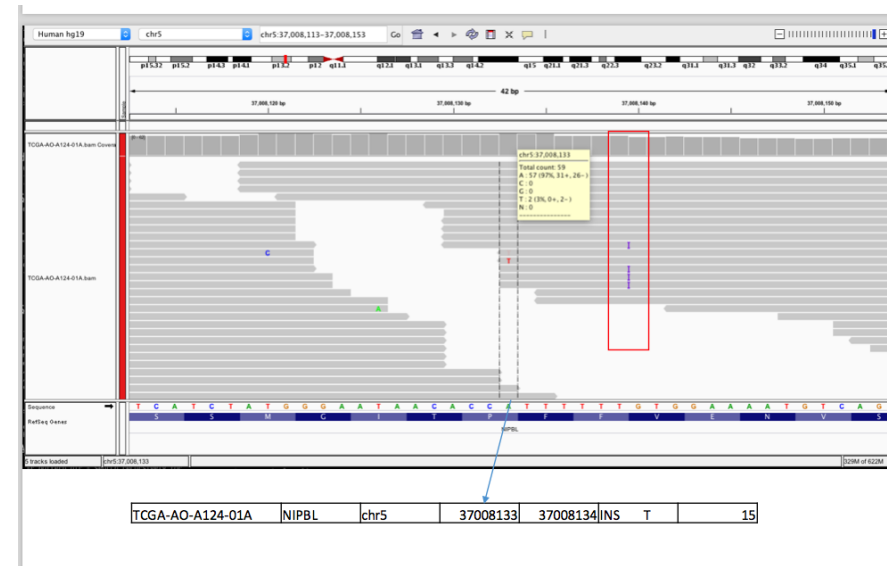 Human hg19 chr5 chr5:37,008,113-37,008,153 Go
p15.32 p15.2 p14.3 p14.1 p13.2 p12 q11.1 q12.1 q13.1 q13.3 q14.2 q15 q21.1 q21.3 q22.3 q23.2 q31.1 q31.3 q32 q33.2 q34 q35.1
42 bp
37,008,120 bp 37,008,130 bp 37,008,140 bp 37,008,150 bp
TCGA-AO-A124-01A.bam Covera
chr5:37,008,133
Total count: 59
A : 57 (97%, 31+, 26- )
C : 0
G : 0
T : 2 (3%, 0+, 2- )
N : 0
----------------
I
C
T
TCGA-AO-A124-01A.bam
A
Sequence T C A T C T A T G G G A A T A A C A C C A T T T T T T G T G G A A A A T G T C A G
RefSeq Genes S S M G I T P F F V E N V S
NIPBL
5 tracks loaded chr5:37,008,133 329M of 622M
TCGA-AO-A124-01A NIPBL chr5 37008133 37008134 INS T 15